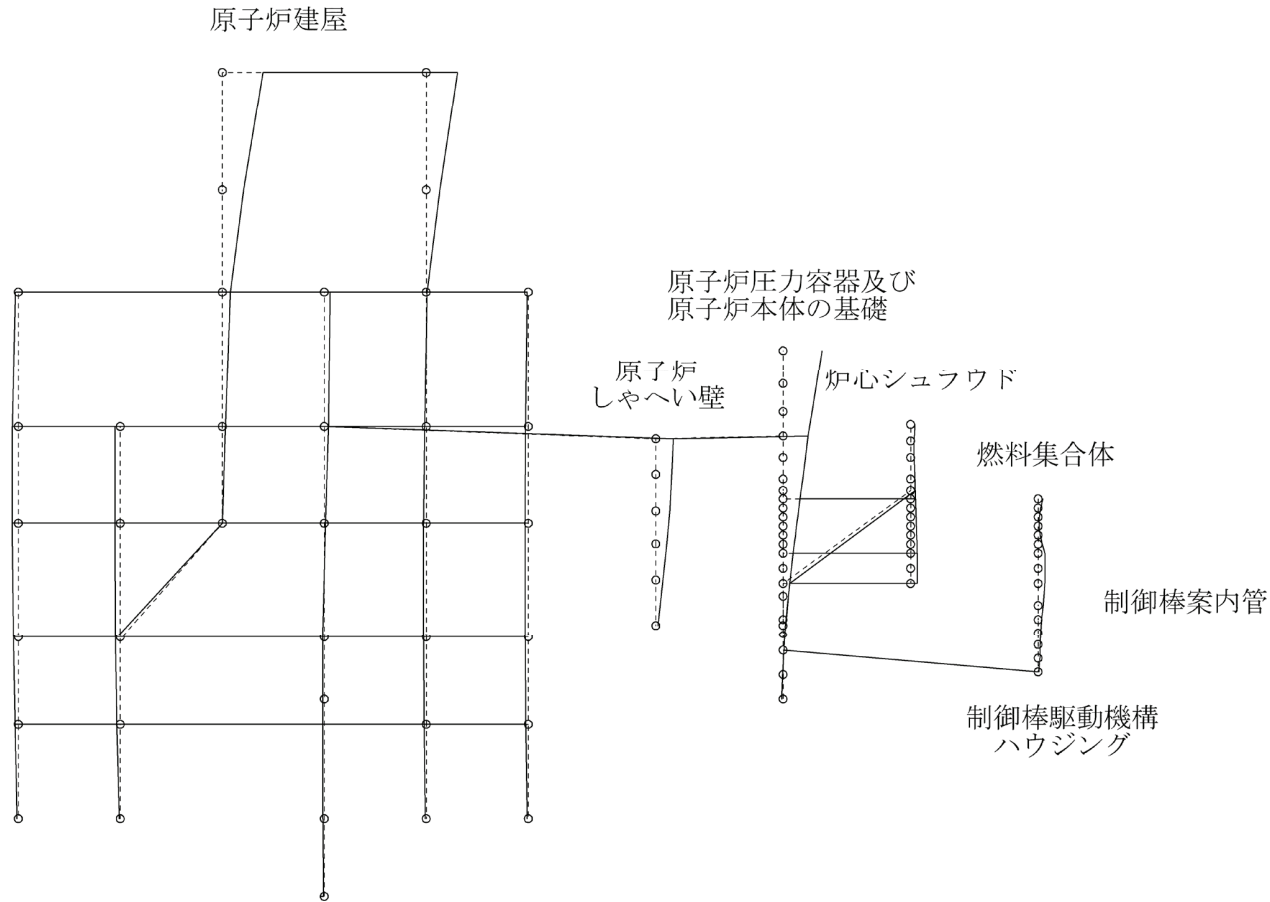 原子炉建屋
原子炉圧力容器及び
原子炉本体の基礎
原子炉
しゃへい壁
炉心シュラウド
燃料集合体
制御棒案内管
制御棒駆動機構
ハウジング